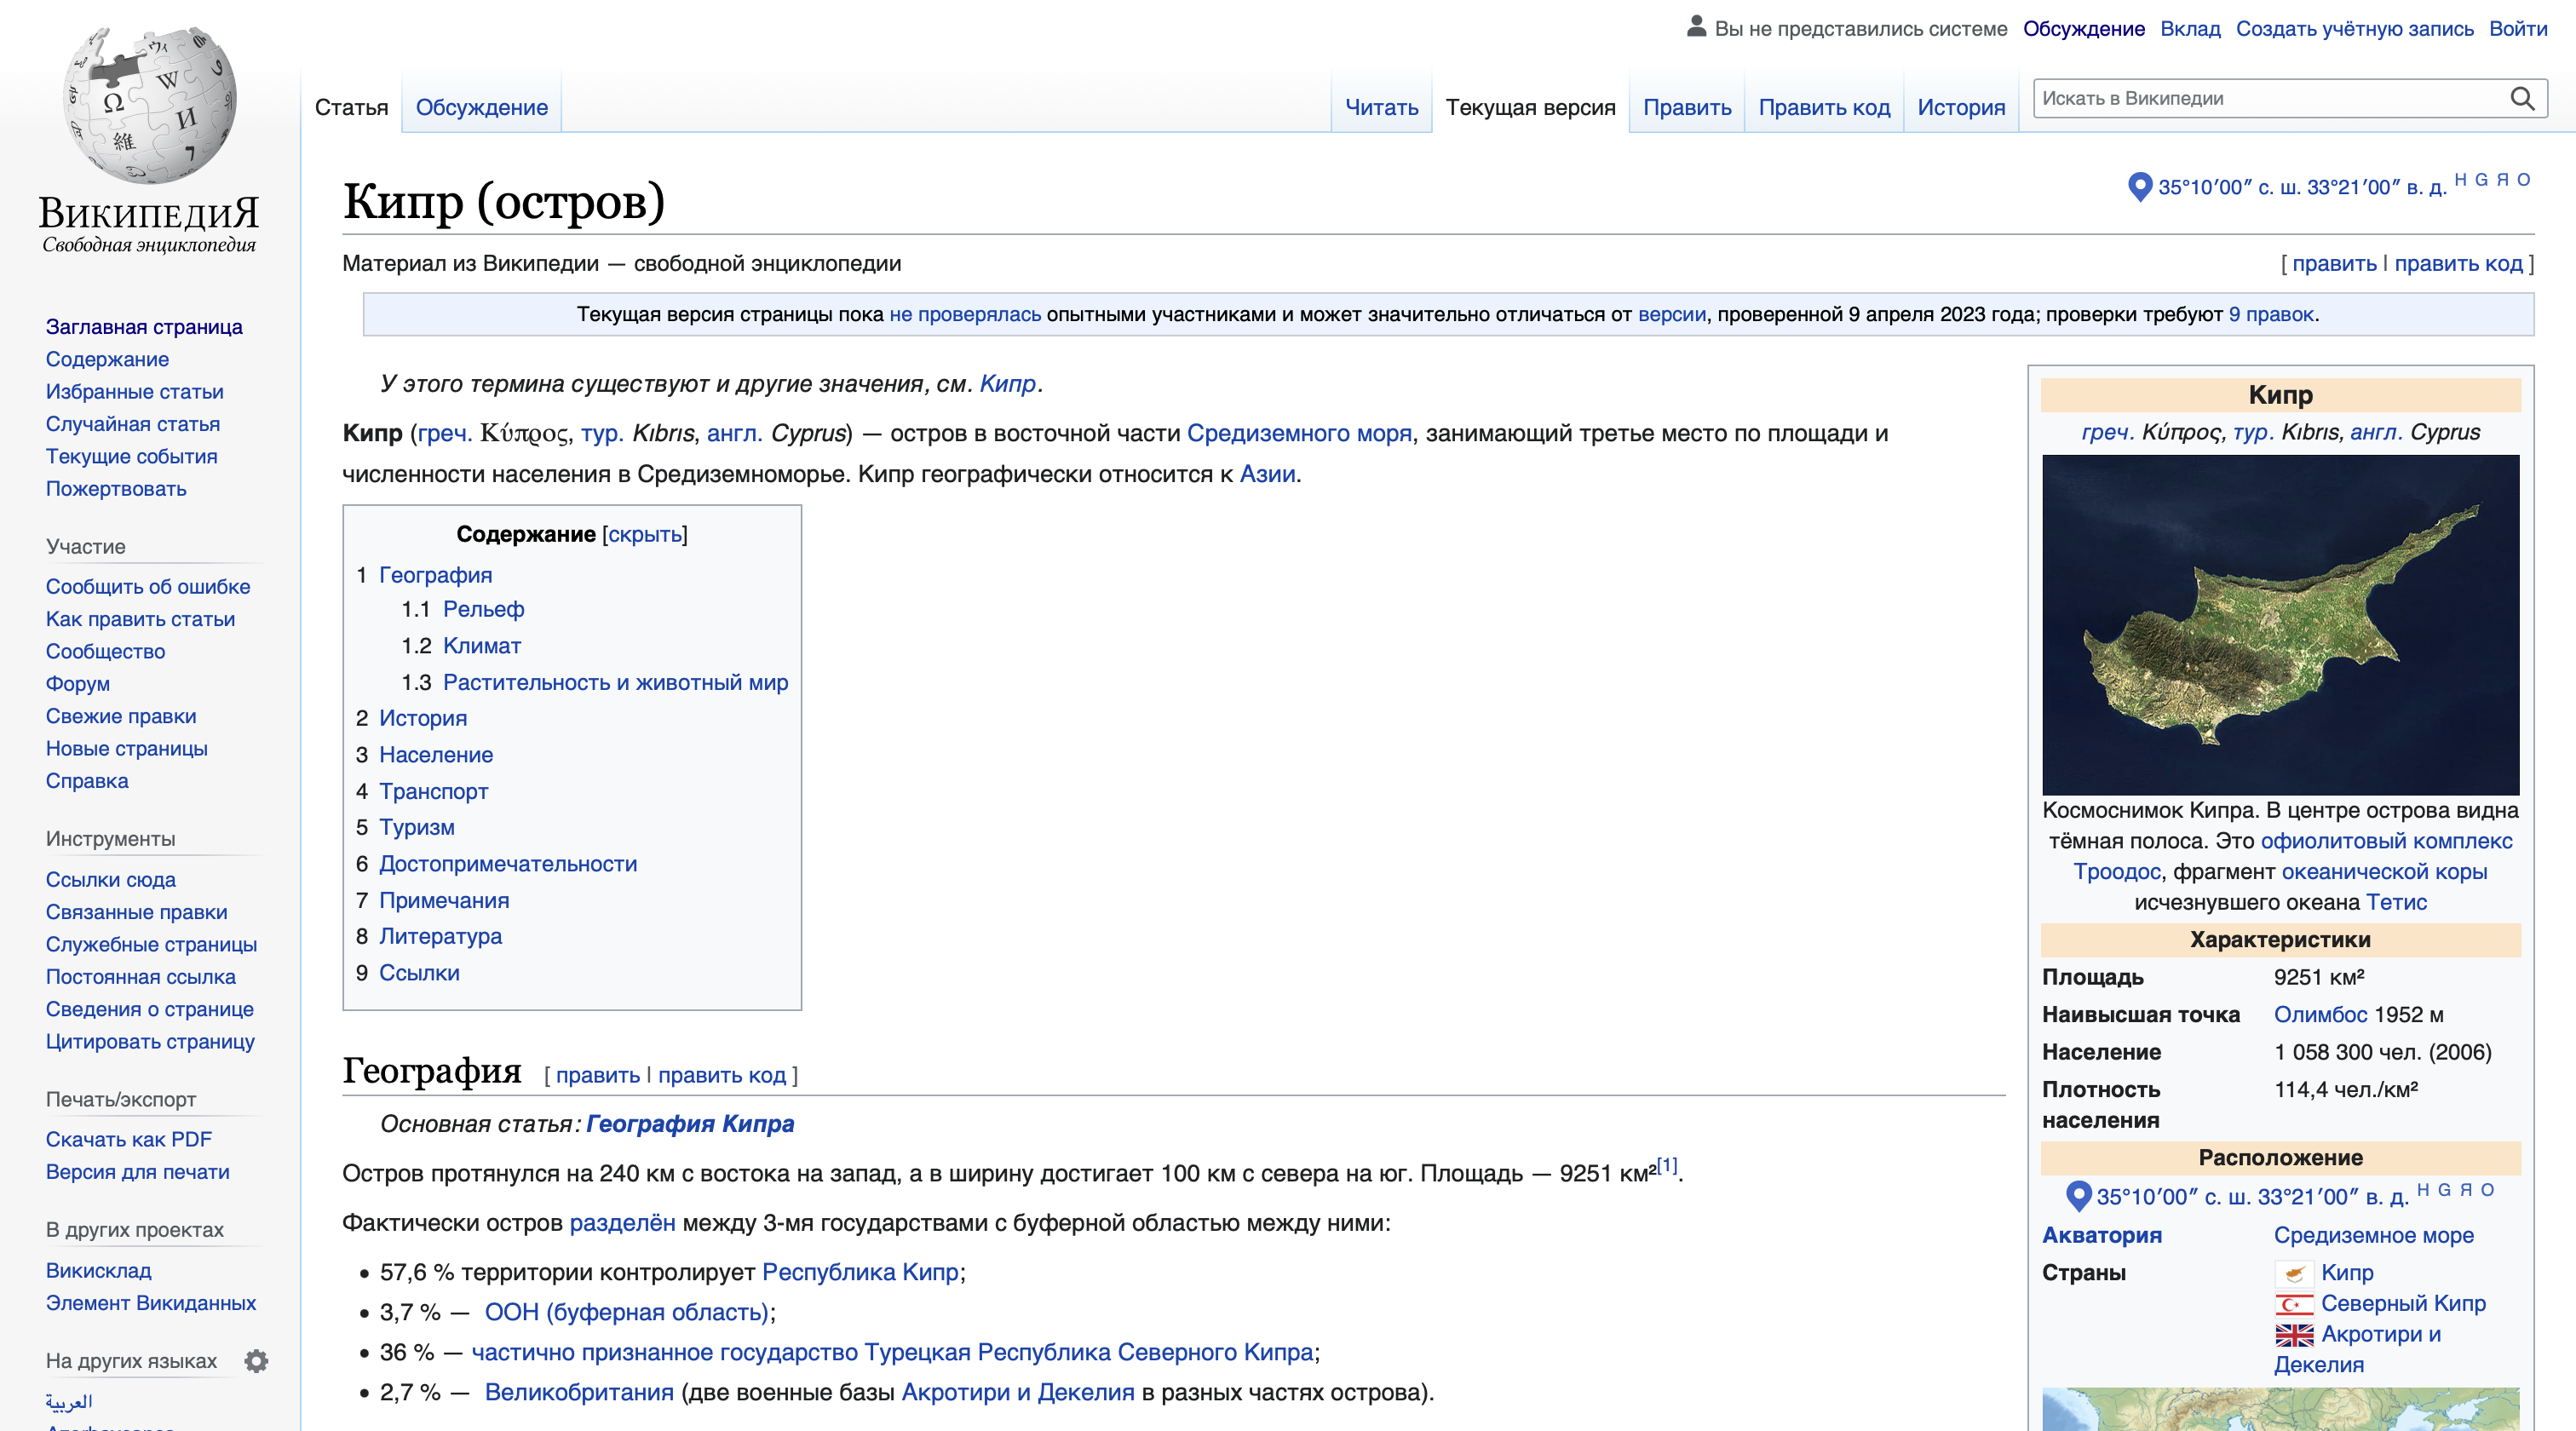 Вы не представились системе Обсуждение Вклад Создать учётную запись Войти
Статья Обсуждение Читать Текущая версия Править Править код История Искать в Википедии
ВИКИПЕДИЯ
Свободная энциклопедия
Заглавная страница
Содержание
Избранные статьи
Случайная статья
Текущие события
Пожертвовать
Участие
Сообщить об ошибке
Как править статьи
Сообщество
Форум
Свежие правки
Новые страницы
Справка
Инструменты
Ссылки сюда
Связанные правки
Служебные страницы
Постоянная ссылка
Сведения о странице
Цитировать страницу
Печать/экспорт
Скачать как PDF
Версия для печати
В других проектах
Викисклад
Элемент Викиданных
На других языках
العربية
Кипр (остров)
35°10′00″ с. ш. 33°21′00″ в. д. H G Я O
Материал из Википедии — свободной энциклопедии
[ править | править код ]
Текущая версия страницы пока не проверялась опытными участниками и может значительно отличаться от версии, проверенной 9 апреля 2023 года; проверки требуют 9 правок.
У этого термина существуют и другие значения, см. Кипр.
Кипр (греч. Κύπρος, тур. Kıbrıs, англ. Cyprus) — остров в восточной части Средиземного моря, занимающий третье место по площади и
численности населения в Средиземноморье. Кипр географически относится к Азии.
Содержание [скрыть]
1 География
1.1 Рельеф
1.2 Климат
1.3 Растительность и животный мир
2 История
3 Население
4 Транспорт
5 Туризм
6 Достопримечательности
7 Примечания
8 Литература
9 Ссылки
География [ править | править код ]
Основная статья: География Кипра
Остров протянулся на 240 км с востока на запад, а в ширину достигает 100 км с севера на юг. Площадь — 9251 км²[1].
Фактически остров разделён между 3-мя государствами с буферной областью между ними:
• 57,6 % территории контролирует Республика Кипр;
• 3,7 % — ООН (буферная область);
• 36 % — частично признанное государство Турецкая Республика Северного Кипра;
• 2,7 % — Великобритания (две военные базы Акротири и Декелия в разных частях острова).
Кипр
греч. Κύπρος, тур. Kıbrıs, англ. Cyprus
Космоснимок Кипра. В центре острова видна
тёмная полоса. Это офиолитовый комплекс
Троодос, фрагмент океанической коры
исчезнувшего океана Тетис
Характеристики
Площадь 9251 км²
Наивысшая точка Олимбос 1952 м
Население 1 058 300 чел. (2006)
Плотность 114,4 чел./км²
населения
Расположение
35°10′00″ с. ш. 33°21′00″ в. д. H G Я O
Акватория Средиземное море
Страны Кипр
Северный Кипр
Акротири и
Декелия